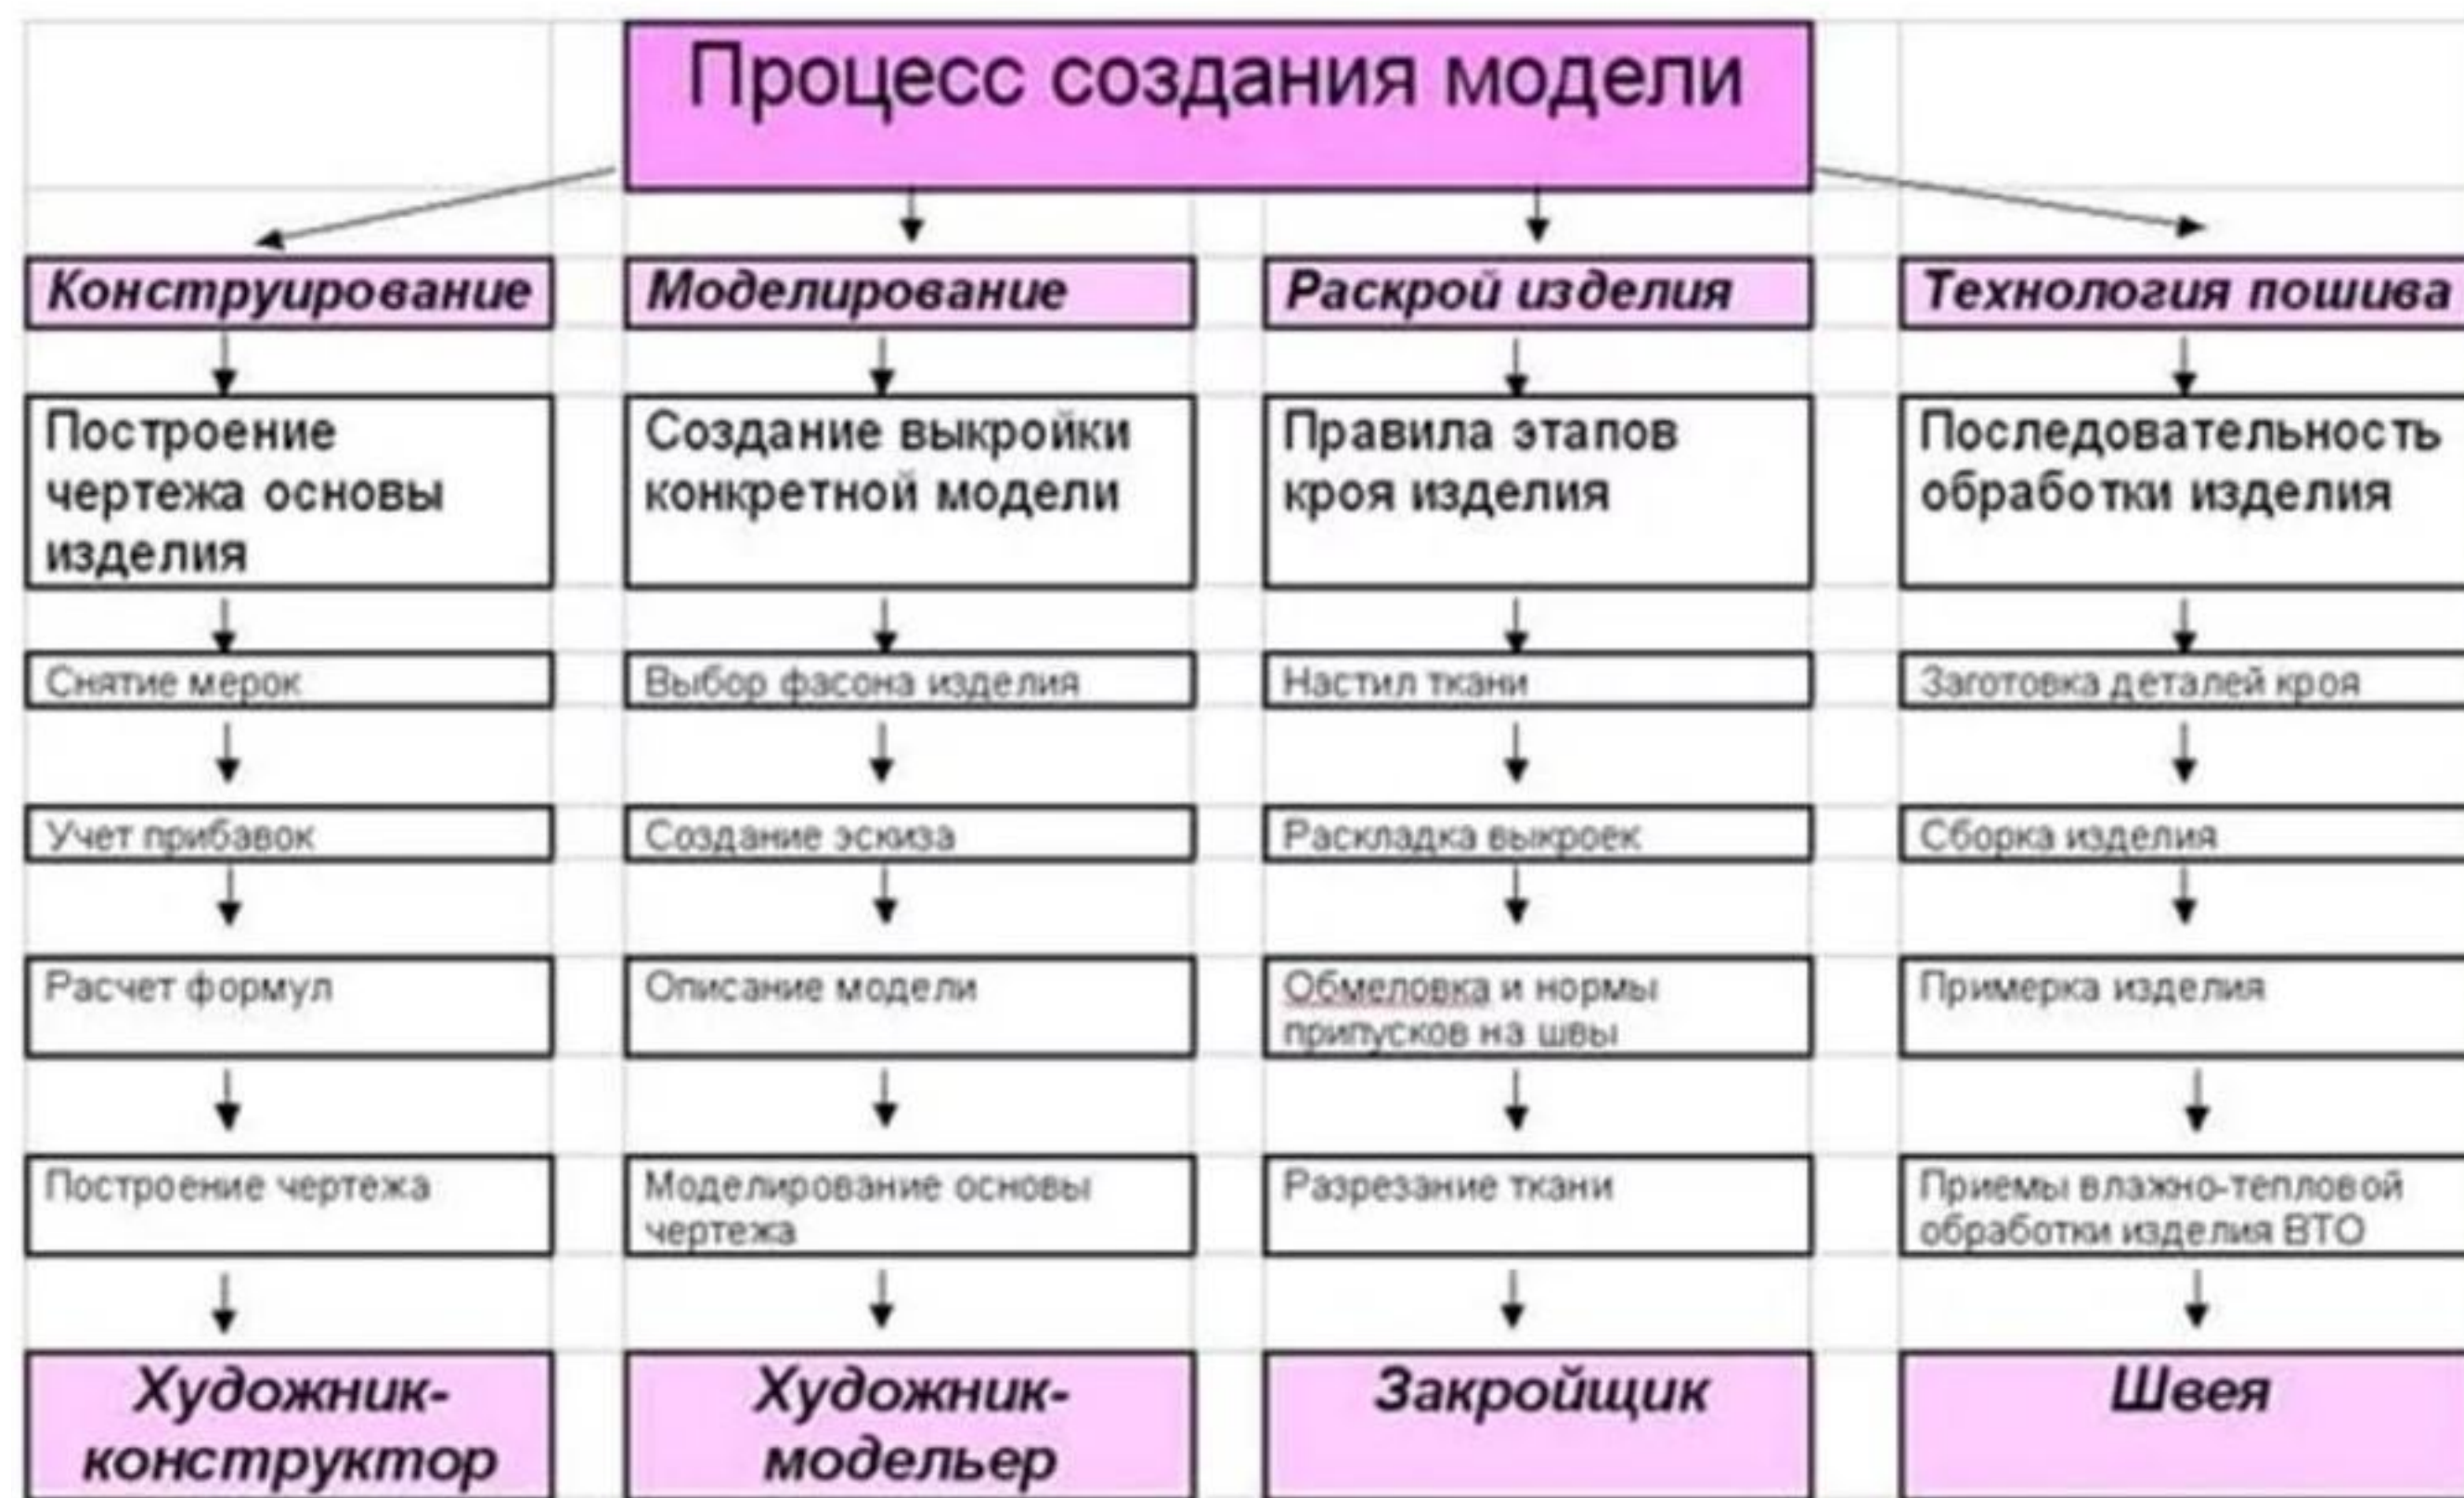 Процесс создания модели
Конструирование
Моделирование
Раскрой изделия
Технология пошива
Построение
чертежа основы
изделия
Создание выкройки
конкретной модели
Правила этапов
кроя изделия
Последовательность
обработки изделия
Снятие мерок
Выбор фасона изделия
Настил ткани
Заготовка деталей кроя
Учет прибавок
Создание эскиза
Раскладка выкроек
Сборка изделия
Расчет формул
Описание модели
Обмеловка и нормы
припусков на швы
Примерка изделия
Построение чертежа
Моделирование основы
чертежа
Разрезание ткани
Приемы влажно-тепловой
обработки изделия ВТО
Художник-
конструктор
Художник-
модельер
Закройщик
Швея